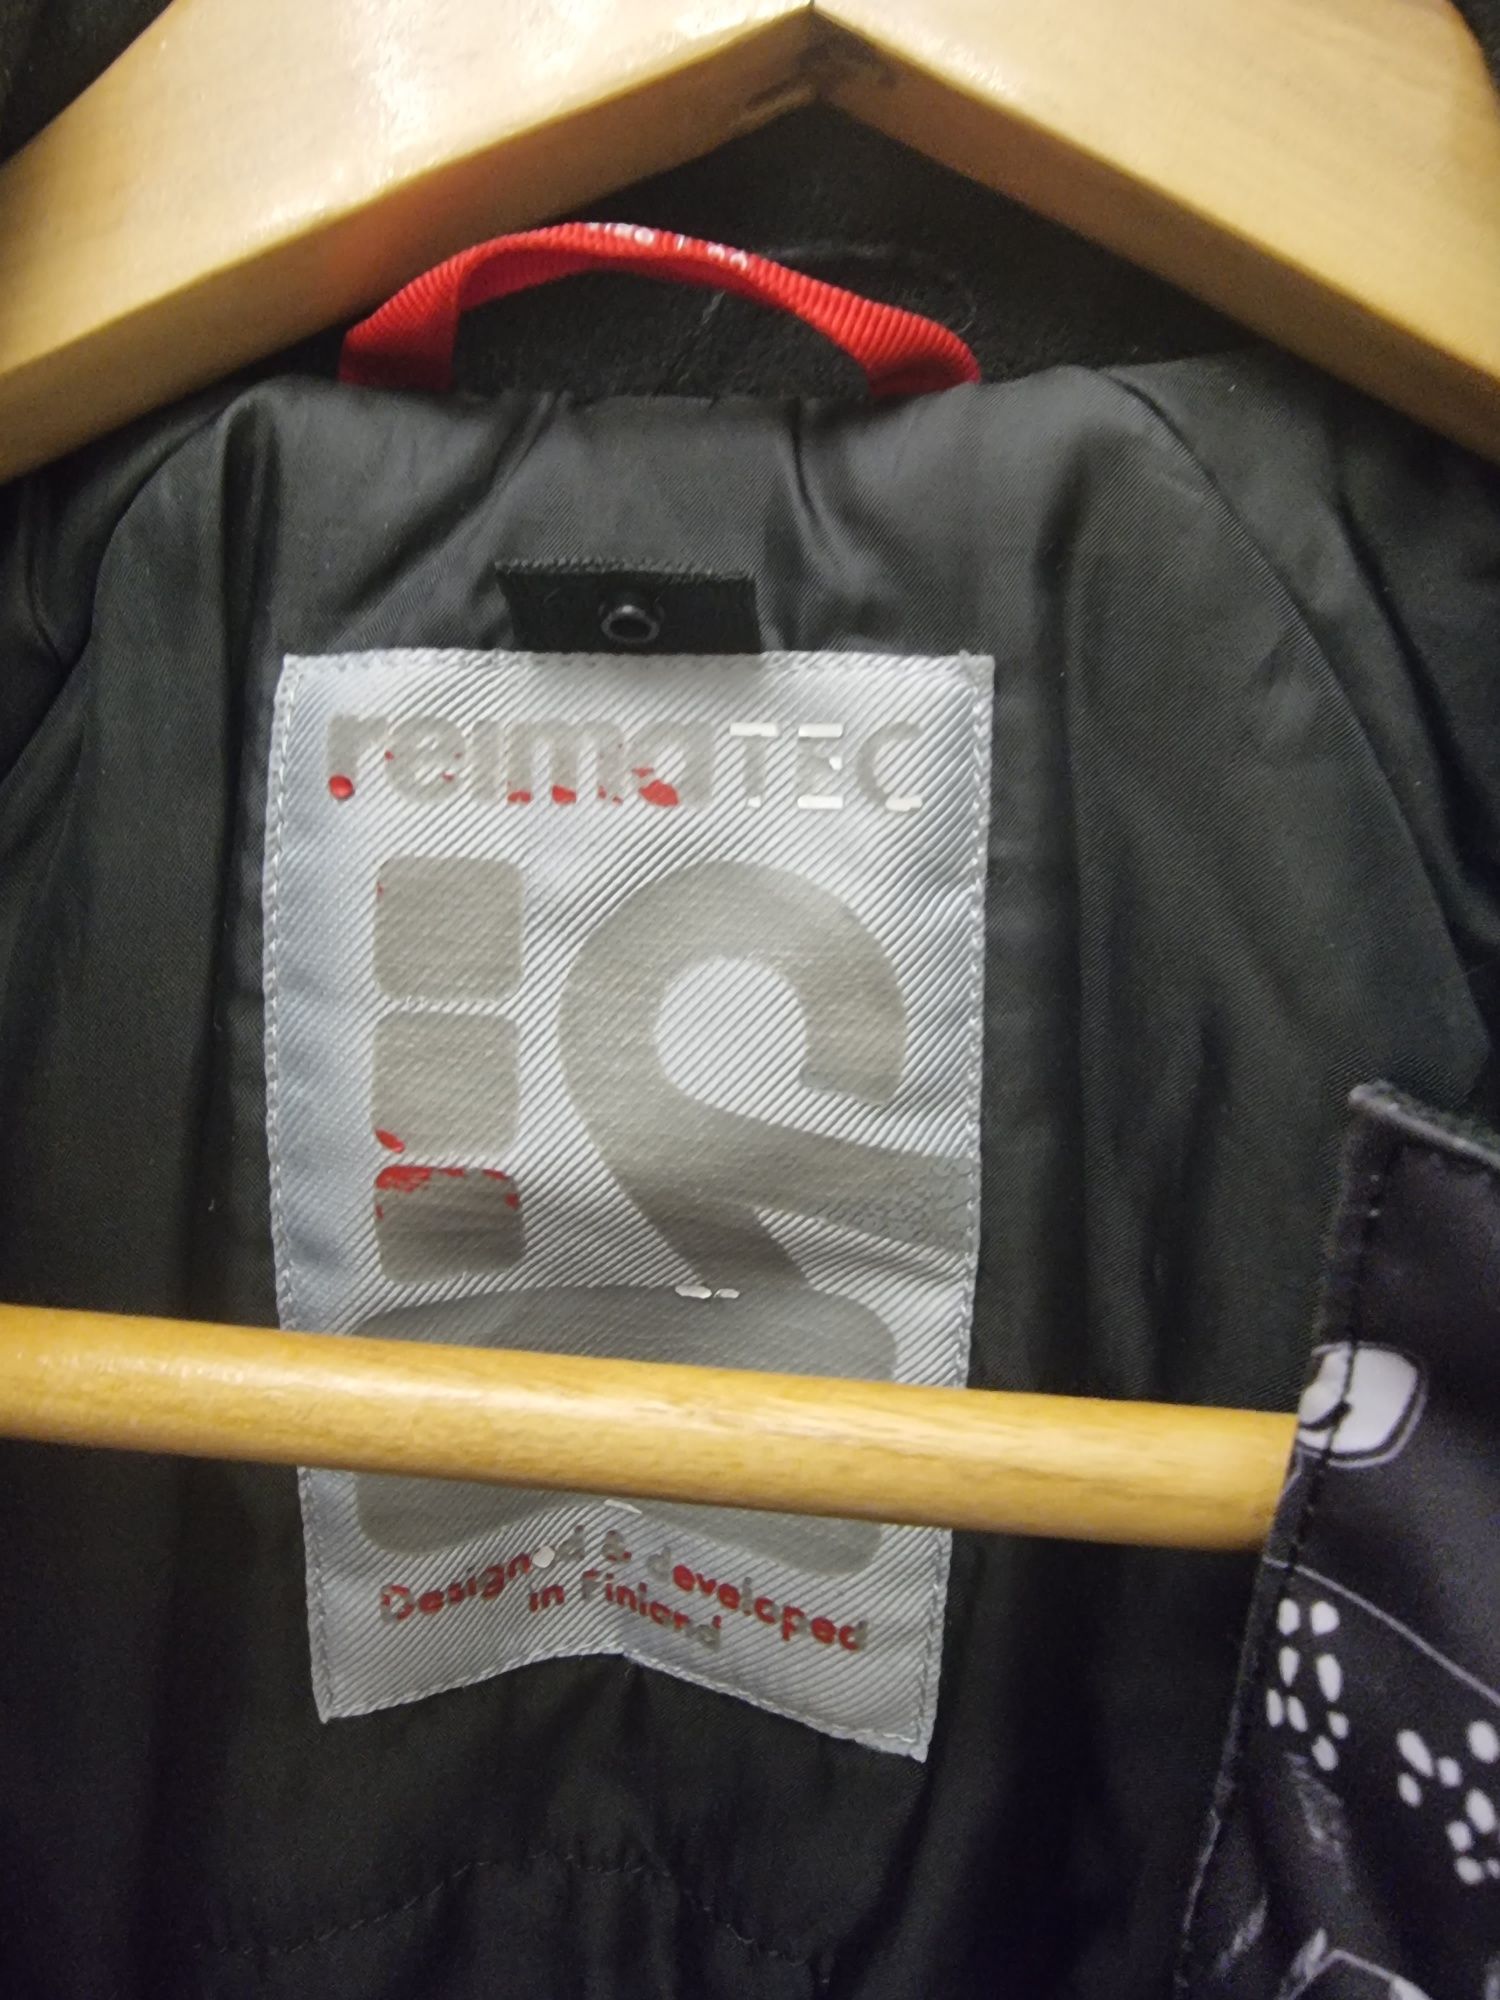 reimaTEC
Designed & developed
in Finland